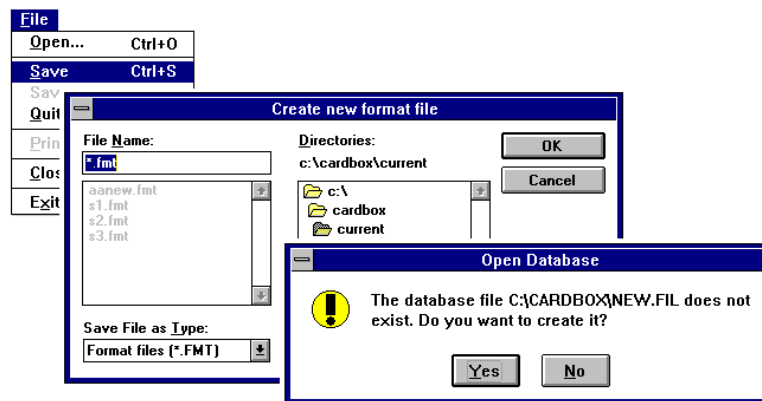 File
Open... Ctrl+O
Save Ctrl+S
Sav
Quit
Prin
Clos
Exit
Create new format file
File Name:
*.fmt
aanew.fmt
s1.fmt
s2.fmt
s3.fmt
Save File as Type:
Format files (*.FMT)
Directories:
c:\cardbox\current
c:\
cardbox
current
OK
Cancel
Open Database
The database file C:\CARDBOX\NEW.FIL does not
exist. Do you want to create it?
Yes No